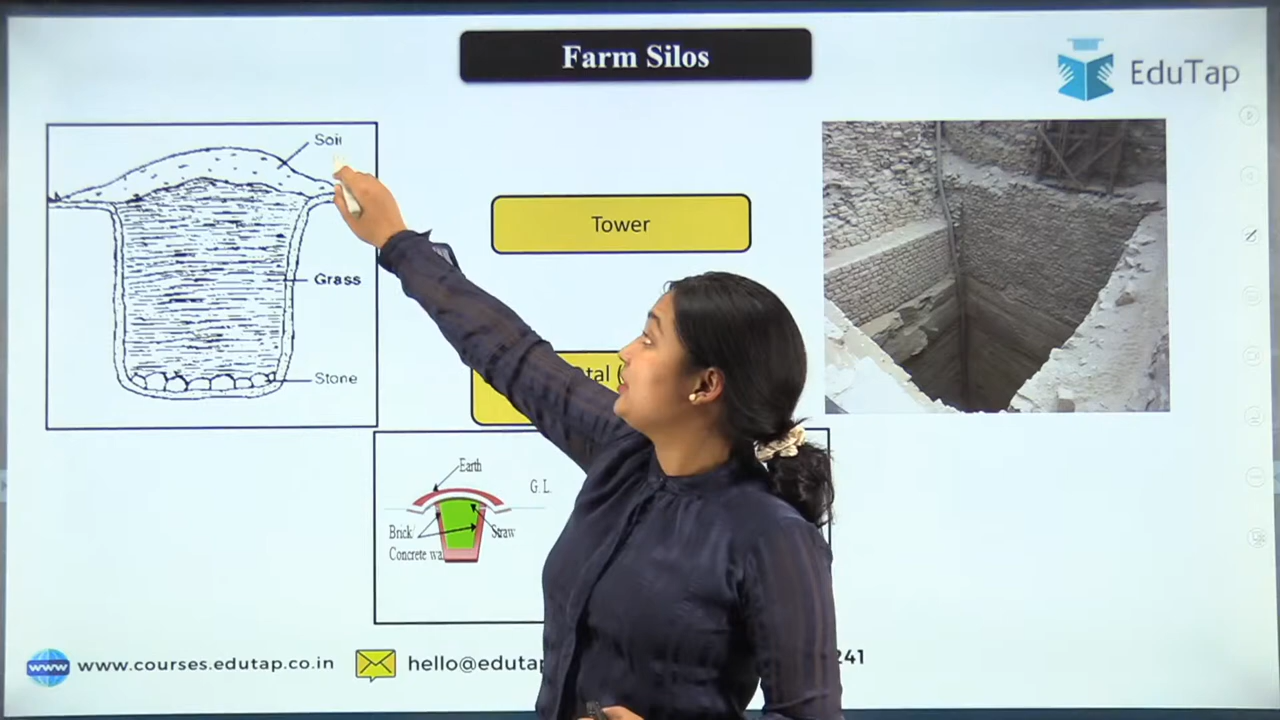 Farm Silos
EduTap
Soil
Tower
Grass
tal (
Stone
Earth
G.L.
Brick/
Straw
Concrete wa
www www.courses.edutap.co.in
hello@edutap
241